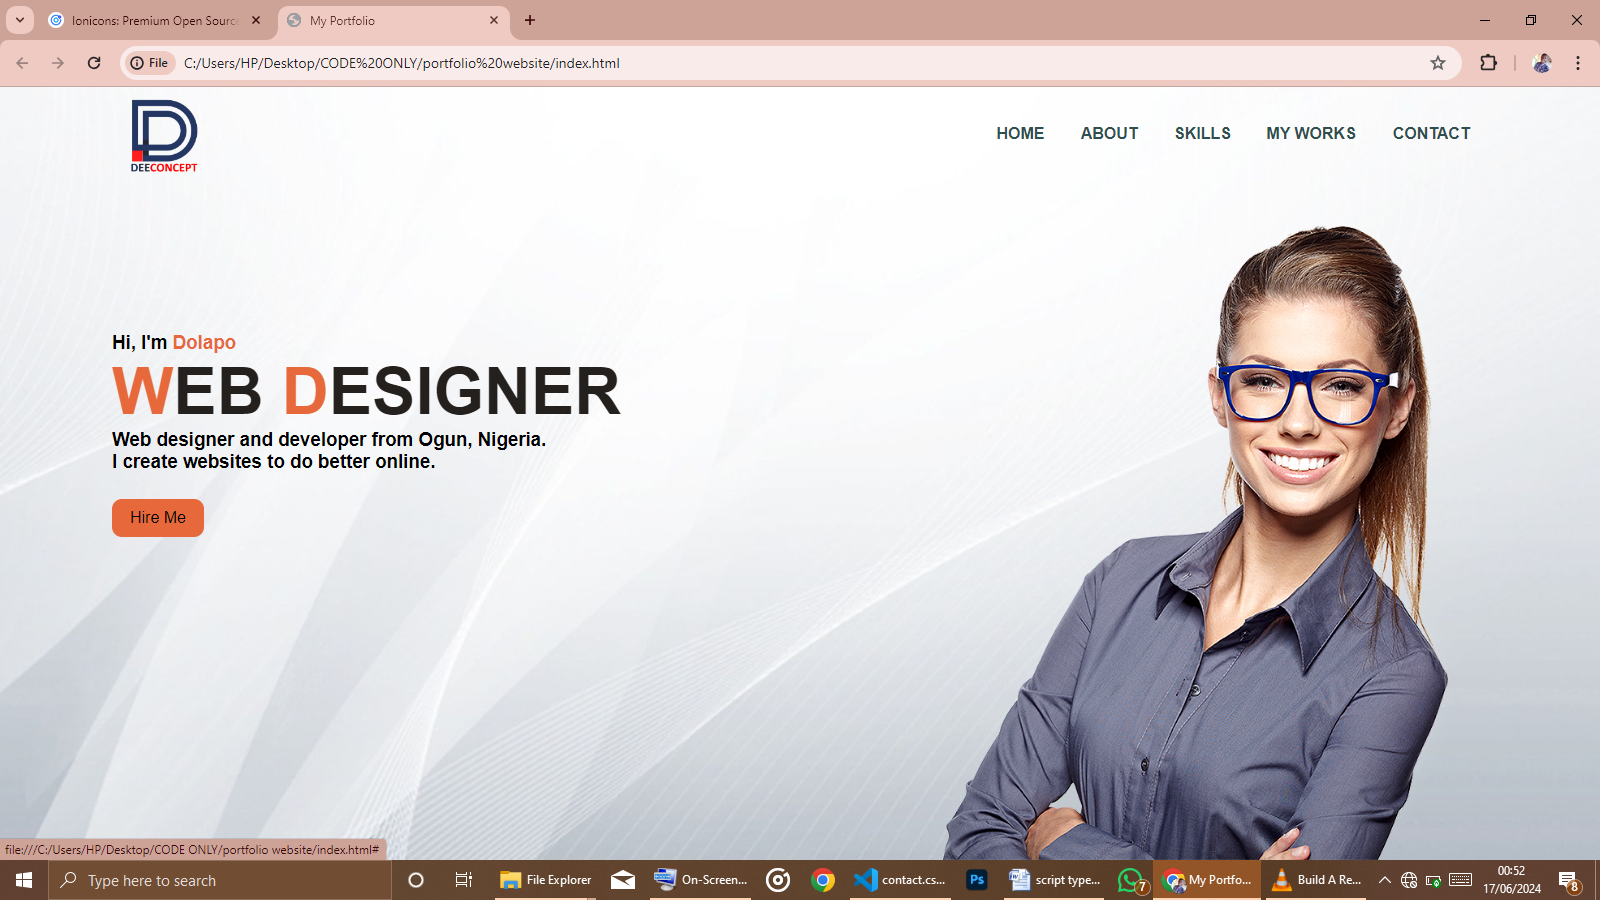 Ionicons: Premium Open Source
My Portfolio
File
C:/Users/HP/Desktop/CODE%20ONLY/portfolio%20website/index.html
DEECONCEPT
HOME
ABOUT
SKILLS
MY WORKS
CONTACT
Hi, I'm Dolapo
WEB DESIGNER
Web designer and developer from Ogun, Nigeria.
I create websites to do better online.
Hire Me
file:///C:/Users/HP/Desktop/CODE ONLY/portfolio website/index.html#
Type here to search
File Explorer
On-Screen...
Ps
contact.cs...
script type...
7
My Portfo...
Build A Re...
00:52
17/06/2024
8